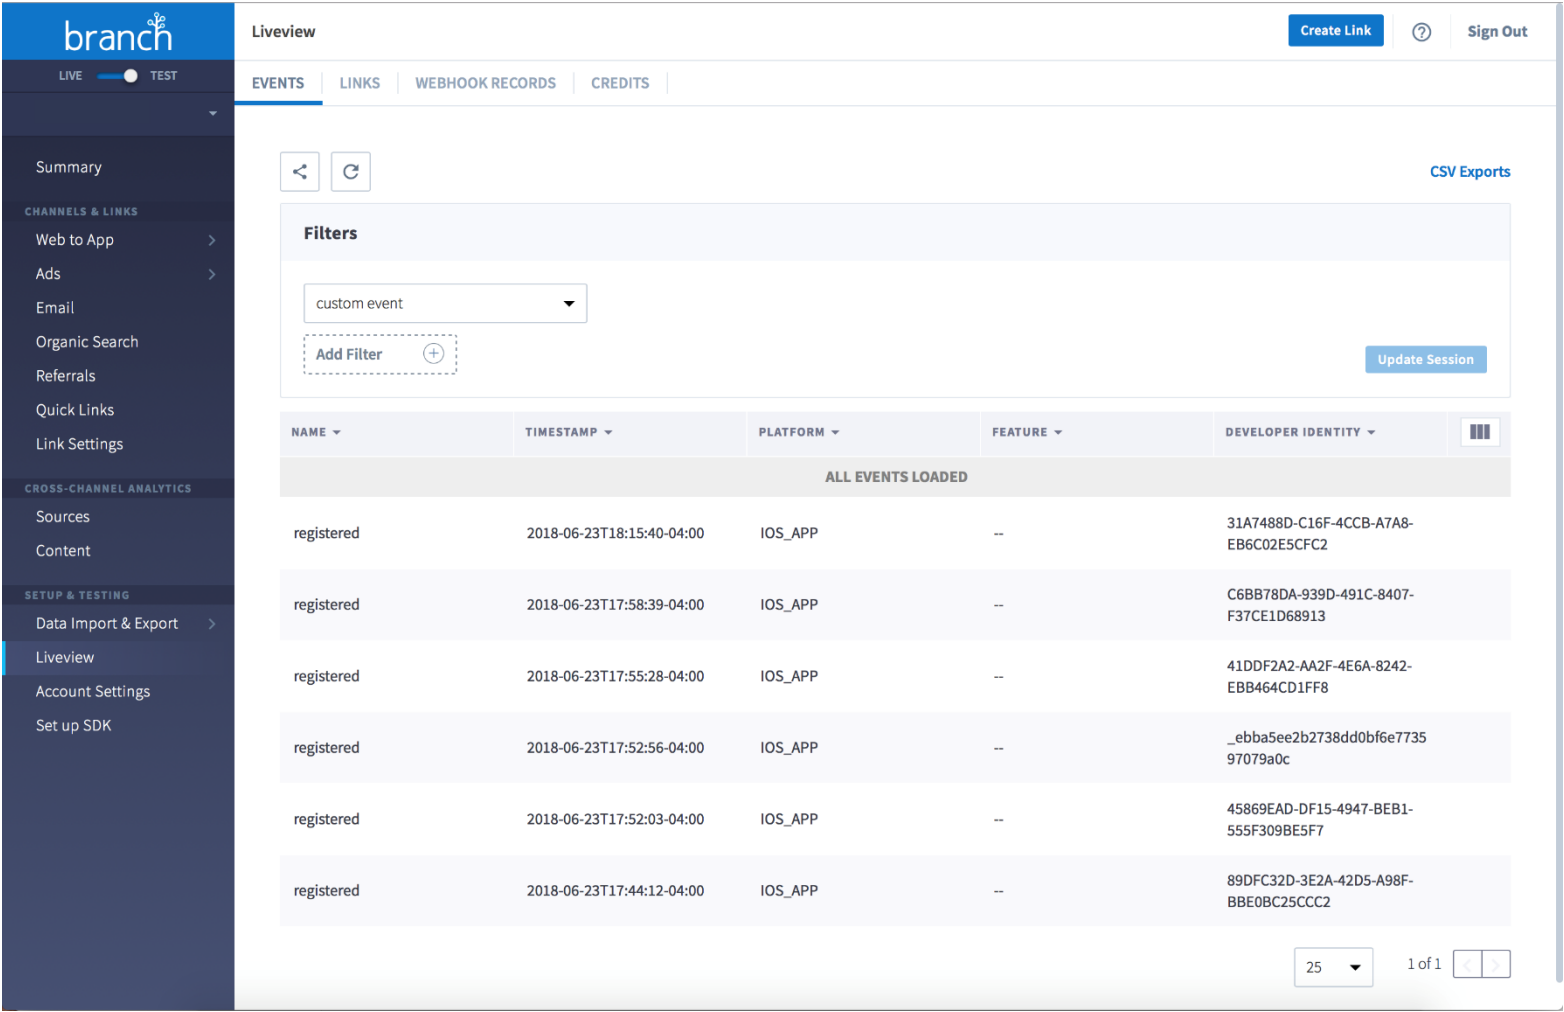 branch
LIVE TEST
Summary
CHANNELS & LINKS
Web to App
Ads
Email
Organic Search
Referrals
Quick Links
Link Settings
CROSS-CHANNEL ANALYTICS
Sources
Content
SETUP & TESTING
Data Import & Export
Liveview
Account Settings
Set up SDK
Liveview
Create Link
?
Sign Out
EVENTS LINKS WEBHOOK RECORDS CREDITS
CSV Exports
Filters
custom event
Add Filter
Update Session
NAME TIMESTAMP PLATFORM FEATURE DEVELOPER IDENTITY
ALL EVENTS LOADED
registered 2018-06-23T18:15:40-04:00 IOS_APP -- 31A7488D-C16F-4CCB-A7A8-
EB6C02E5CFC2
registered 2018-06-23T17:58:39-04:00 IOS_APP -- C6BB78DA-939D-491C-8407-
F37CE1D68913
registered 2018-06-23T17:55:28-04:00 IOS_APP -- 41DDF2A2-AA2F-4E6A-8242-
EBB464CD1FF8
registered 2018-06-23T17:52:56-04:00 IOS_APP -- _ebba5ee2b2738dd0bf6e7735
97079a0c
registered 2018-06-23T17:52:03-04:00 IOS_APP -- 45869EAD-DF15-4947-BEB1-
555F309BE5F7
registered 2018-06-23T17:44:12-04:00 IOS_APP -- 89DFC32D-3E2A-42D5-A98F-
BBE0BC25CCC2
25
1 of 1